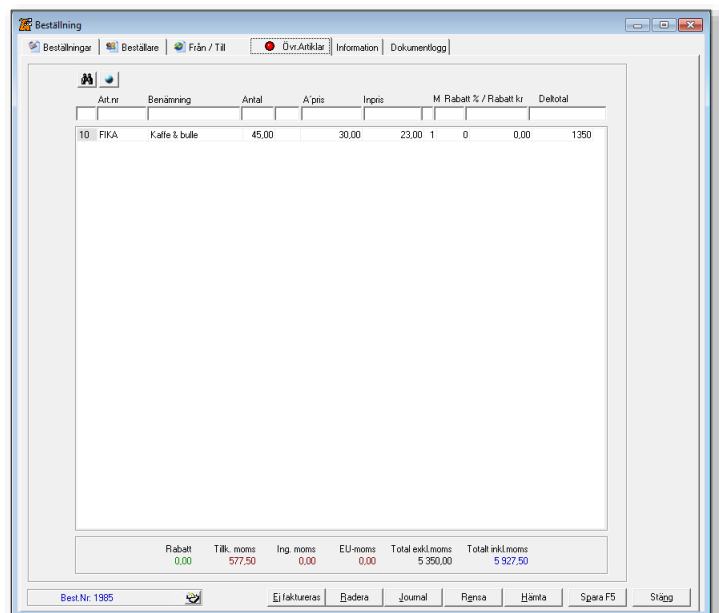 Beställning
Beställningar Beställare Från / Till Övr.Artiklar Information Dokumentlogg
Art.nr Benämning Antal A´pris Inpris M Rabatt % / Rabatt kr Deltotal
10 FIKA Kaffe & bulle 45,00 30,00 23,00 1 0 0,00 1350
Rabatt Tillk. moms Ing. moms EU-moms Total exkl.moms Totalt inkl.moms
0,00 577,50 0,00 0,00 5 350,00 5 927,50
Best.Nr: 1985 Ej faktureras Radera Journal Rensa Hämta Spara F5 Stäng